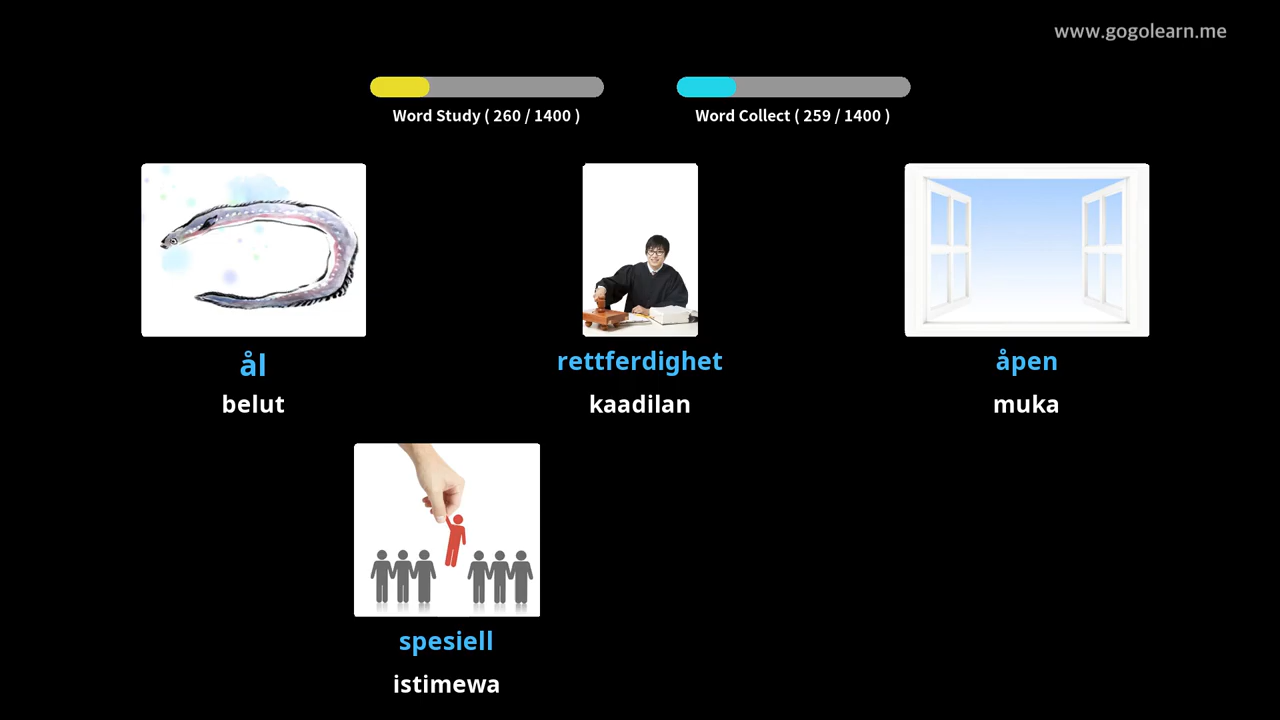 www.gogolearn.me
Word Study ( 260 / 1400 )
Word Collect ( 259 / 1400 )
ål
rettferdighet
åpen
belut
kaadilan
muka
spesiell
istimewa